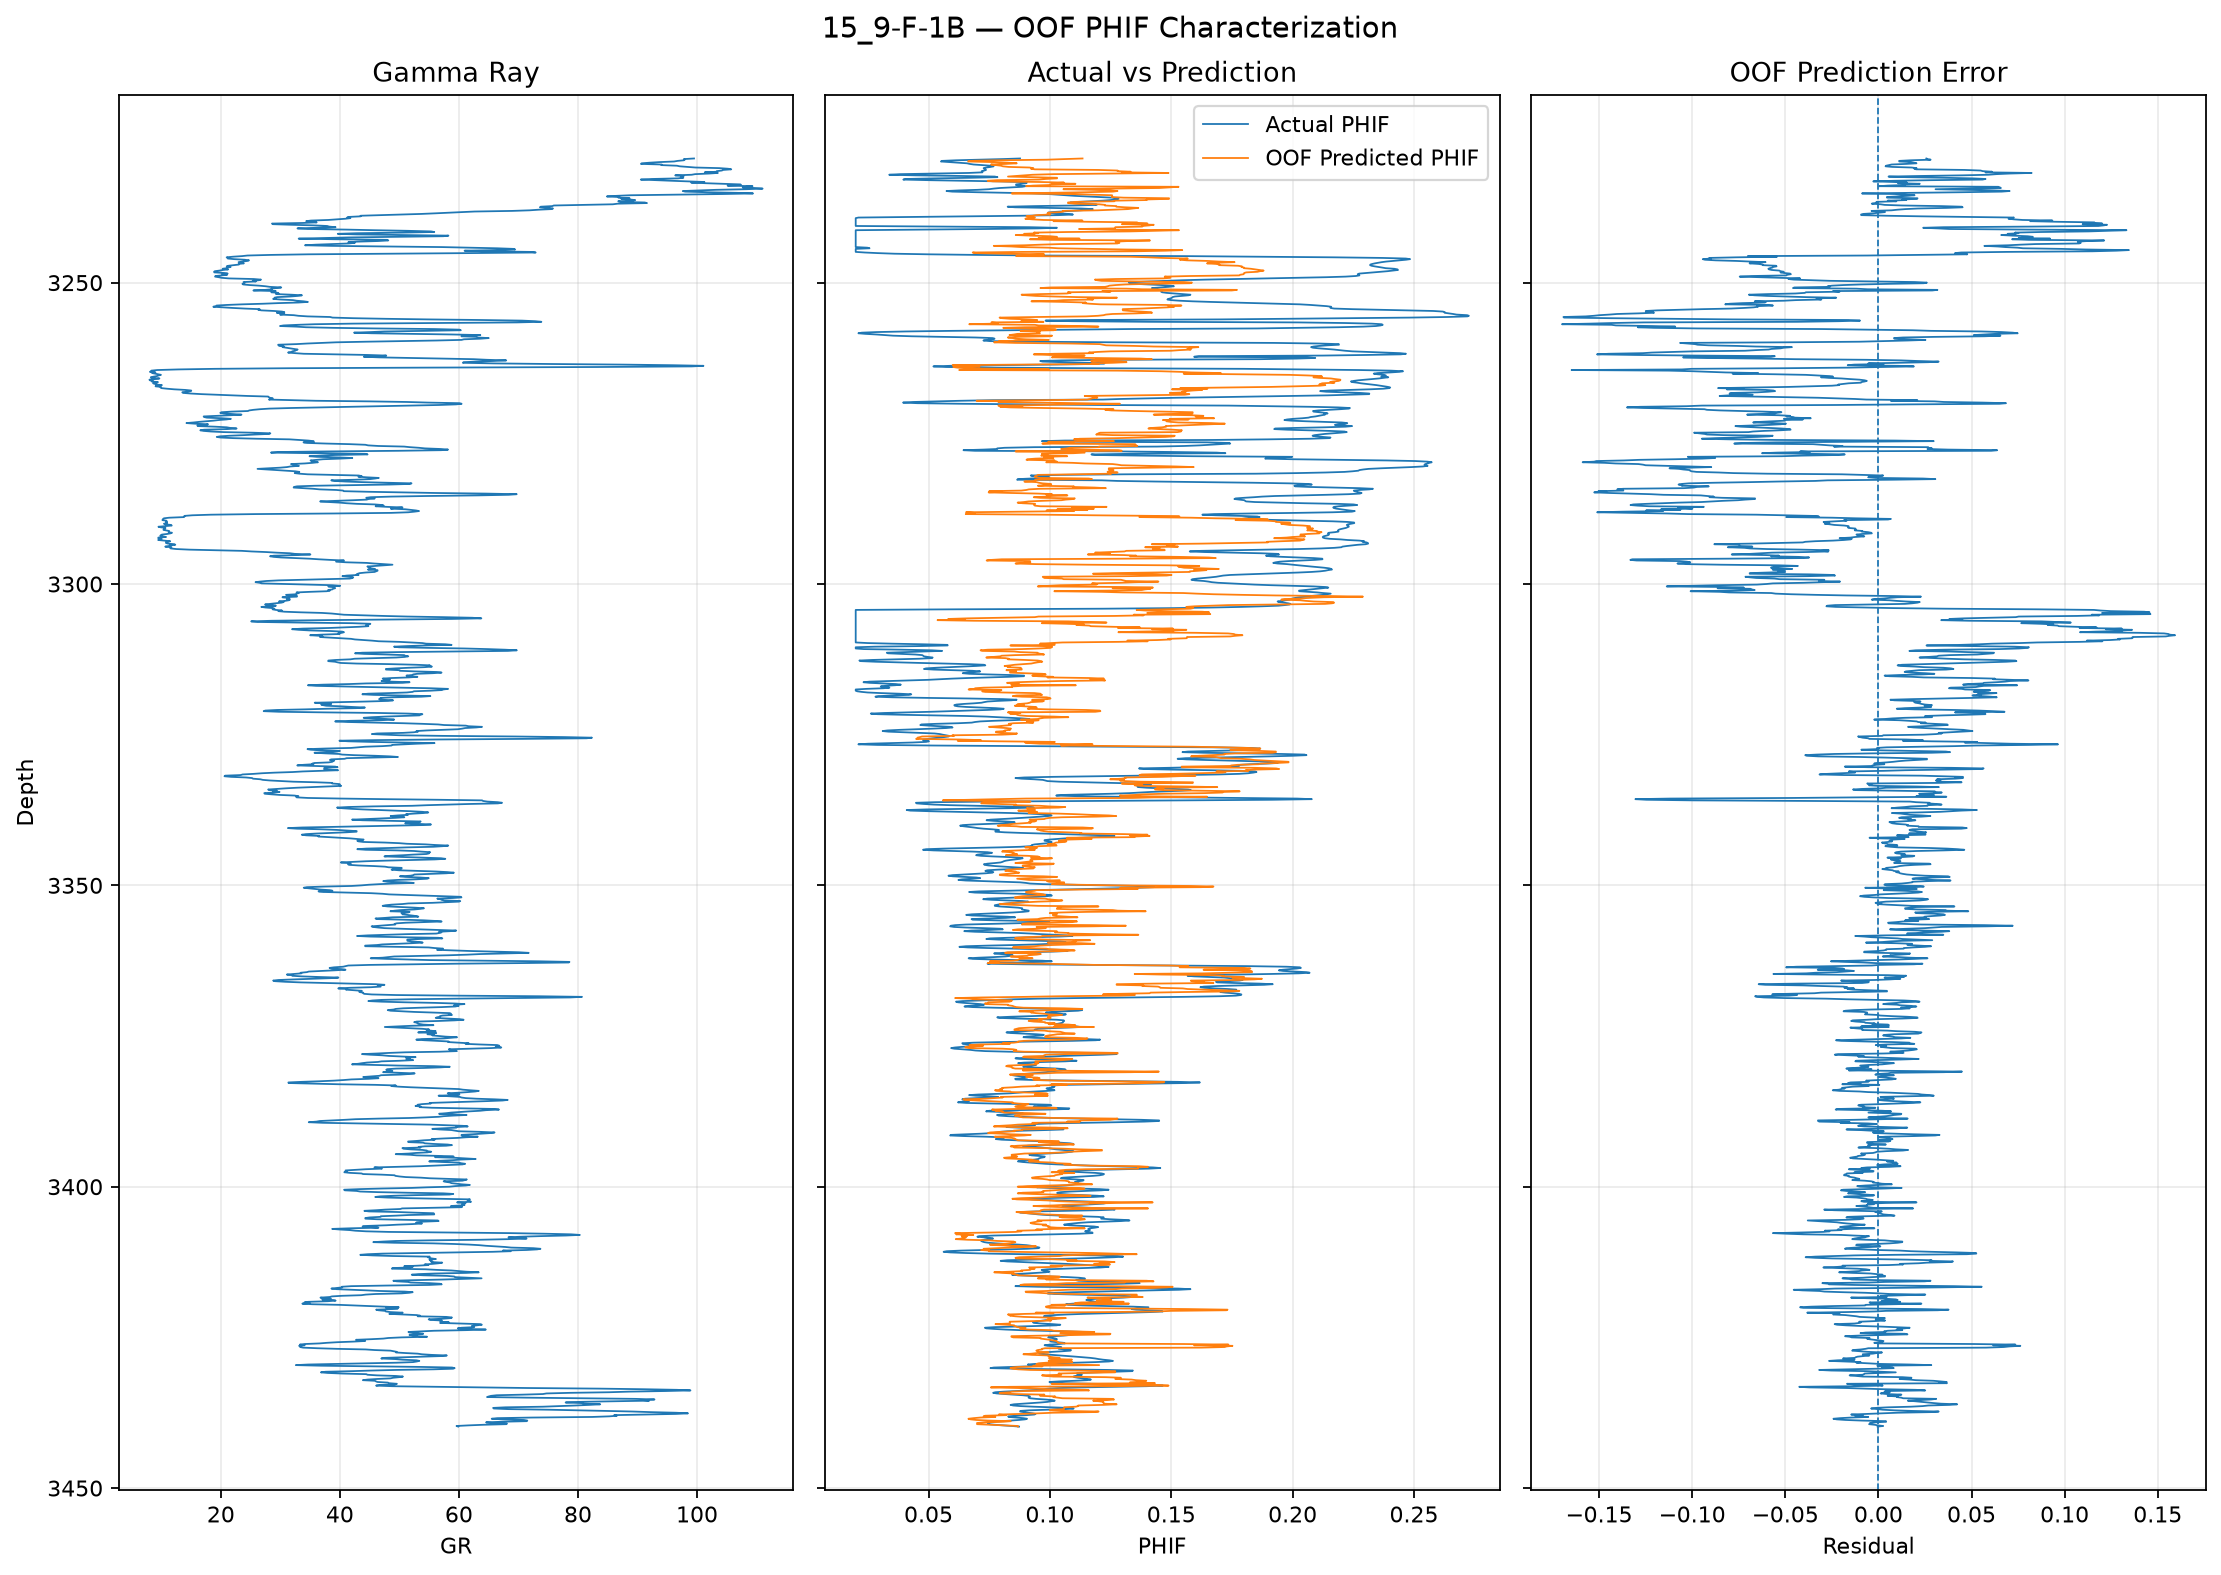 15_9-F-1B — OOF PHIF Characterization
Gamma Ray
Actual vs Prediction
OOF Prediction Error
Actual PHIF
OOF Predicted PHIF
Depth
3250
3300
3350
3400
3450
20 40 60 80 100
0.05 0.10 0.15 0.20 0.25
−0.15 −0.10 −0.05 0.00 0.05 0.10 0.15
GR
PHIF
Residual